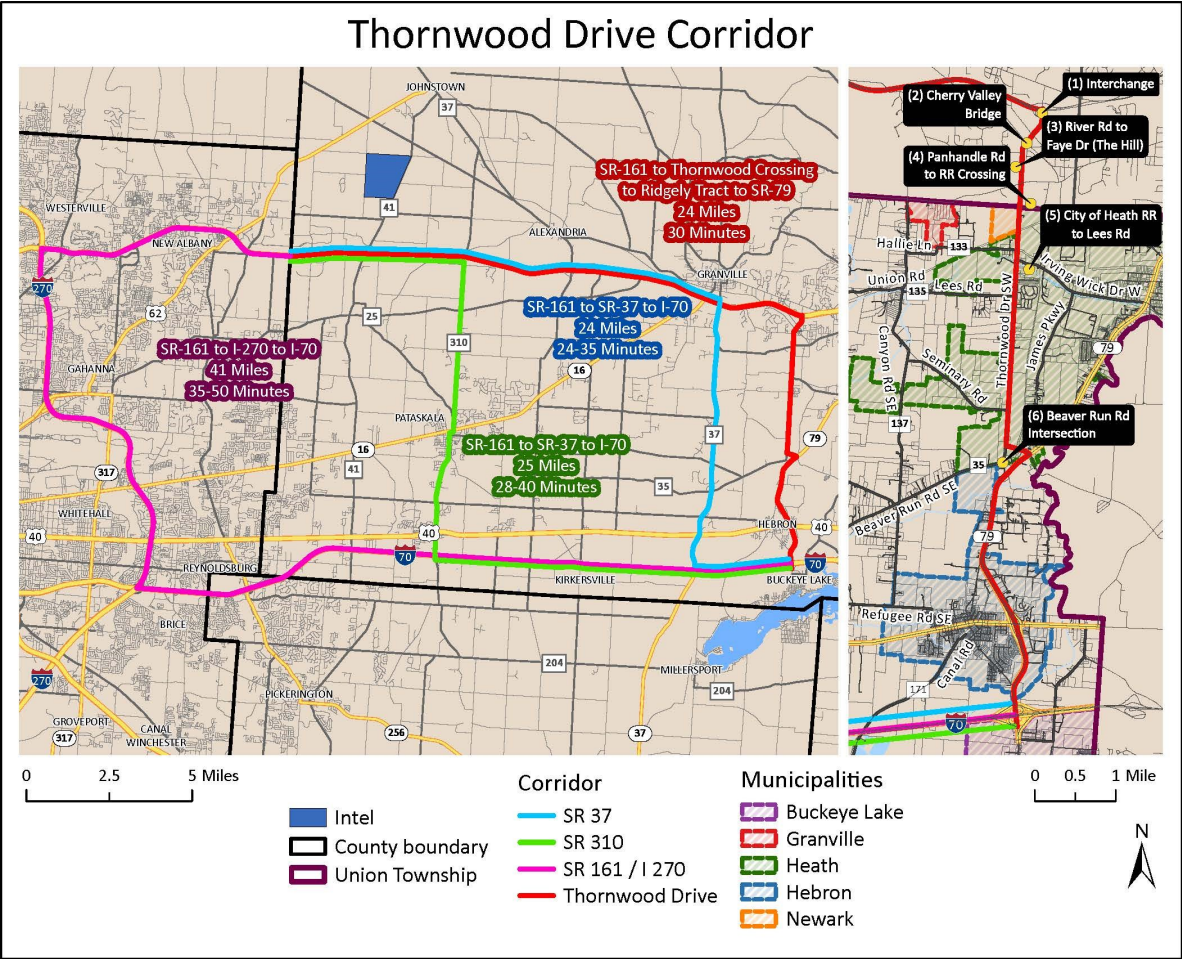 Thornwood Drive Corridor
JOHNSTOWN
37
41
SR-161 to Thornwood Crossing
to Ridgely Tract to SR-79
24 Miles
30 Minutes
WESTERVILLE
NEW ALBANY
ALEXANDRIA
GRANVILLE
270
62
25
310
SR-161 to SR-37 to I-70
24 Miles
24-35 Minutes
SR-161 to I-270 to I-70
41 Miles
35-50 Minutes
GAHANNA
16
PATASKALA
37
79
SR-161 to SR-37 to I-70
25 Miles
28-40 Minutes
16
41
317
35
WHITEHALL
HEBRON
40
40
40
70
70
REYNOLDSBURG
KIRKERSVILLE
BUCKEYE LAKE
BRICE
204
MILLERSPORT
204
270
PICKERINGTON
GROVEPORT
317
CANAL
WINCHESTER
256
37
(1) Interchange
(2) Cherry Valley
Bridge
(3) River Rd to
Faye Dr (The Hill)
(4) Panhandle Rd
to RR Crossing
(5) City of Heath RR
to Lees Rd
Hallie Ln
133
Irving Wick Dr W
Union Rd
135
Lees Rd
Thornwood Dr SW
James Pkwy
79
Canyon Rd SE
Seminary Rd
137
(6) Beaver Run Rd
Intersection
35
Beaver Run Rd SE
79
Refugee Rd SE
Canal Rd
171
70
0 2.5 5 Miles
Intel
County boundary
Union Township
Corridor
SR 37
SR 310
SR 161 / I 270
Thornwood Drive
Municipalities
Buckeye Lake
Granville
Heath
Hebron
Newark
0 0.5 1 Mile
N